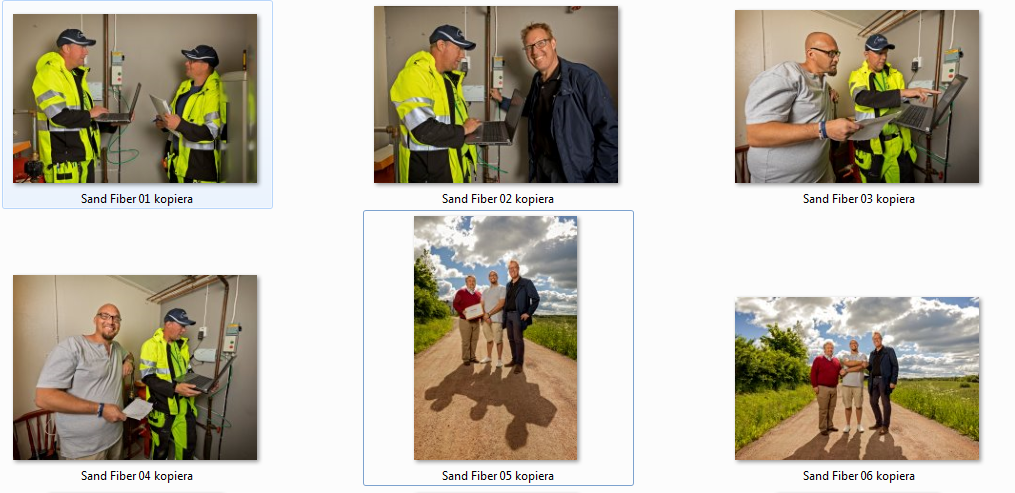 Sand Fiber 01 kopiera
Sand Fiber 02 kopiera
Sand Fiber 03 kopiera
Sand Fiber 04 kopiera
Sand Fiber 05 kopiera
Sand Fiber 06 kopiera